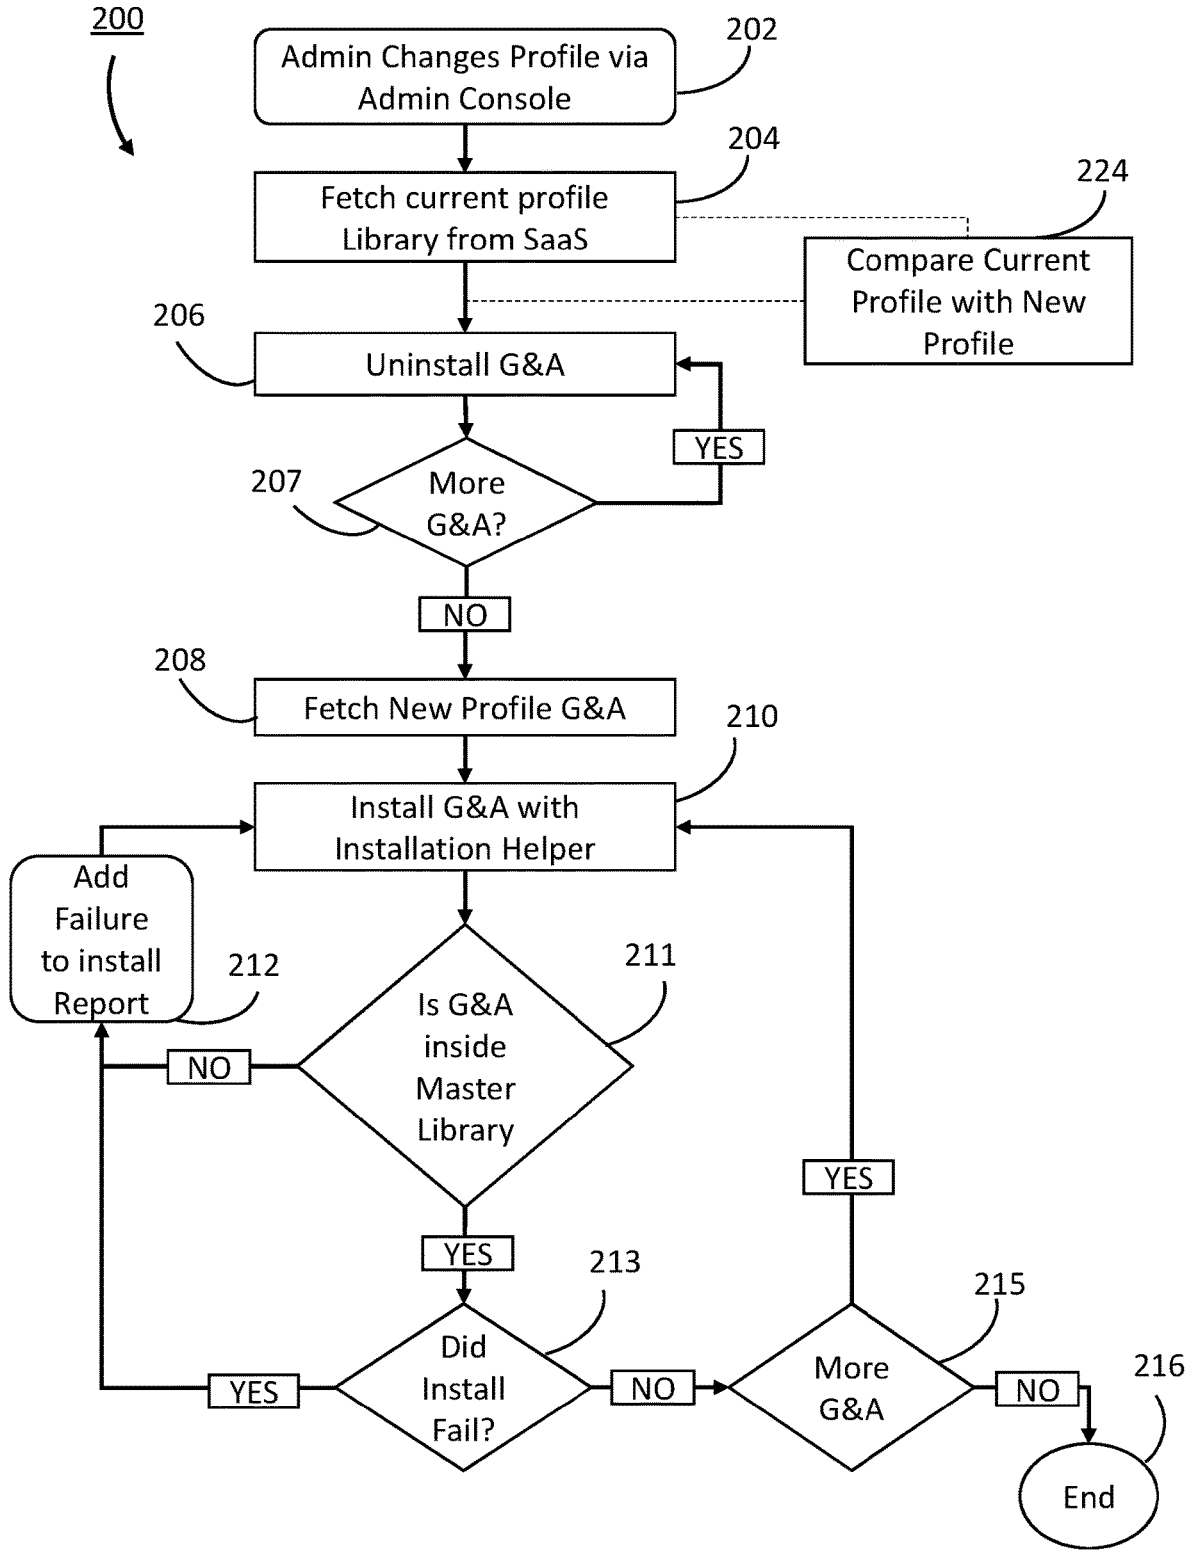 200
202
Admin Changes Profile via
Admin Console
204
Fetch current profile
Library from SaaS
224
Compare Current
Profile with New
Profile
206
Uninstall G&A
YES
207
More
G&A?
NO
208
Fetch New Profile G&A
210
Install G&A with
Installation Helper
Add
Failure
to install
Report
212
211
Is G&A
inside
Master
Library
NO
YES
YES
213
Did
Install
Fail?
YES
NO
215
More
G&A
NO
216
End